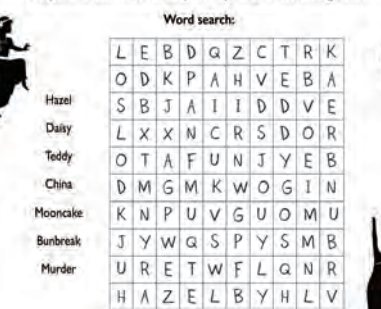 Word search:
L E B D Q Z C T R K
O D K P A H V E B A
Hazel
S B J A I I D D V E
Daisy
L X X N C R S D O R
Teddy
O T A F U N J Y E B
China
D M G M K W O G I N
Mooncake
K N P U V G U O M U
Bunbreak
J Y W Q S P Y S M B
Murder
U R E T W F L Q N R
H A Z E L B Y H L V